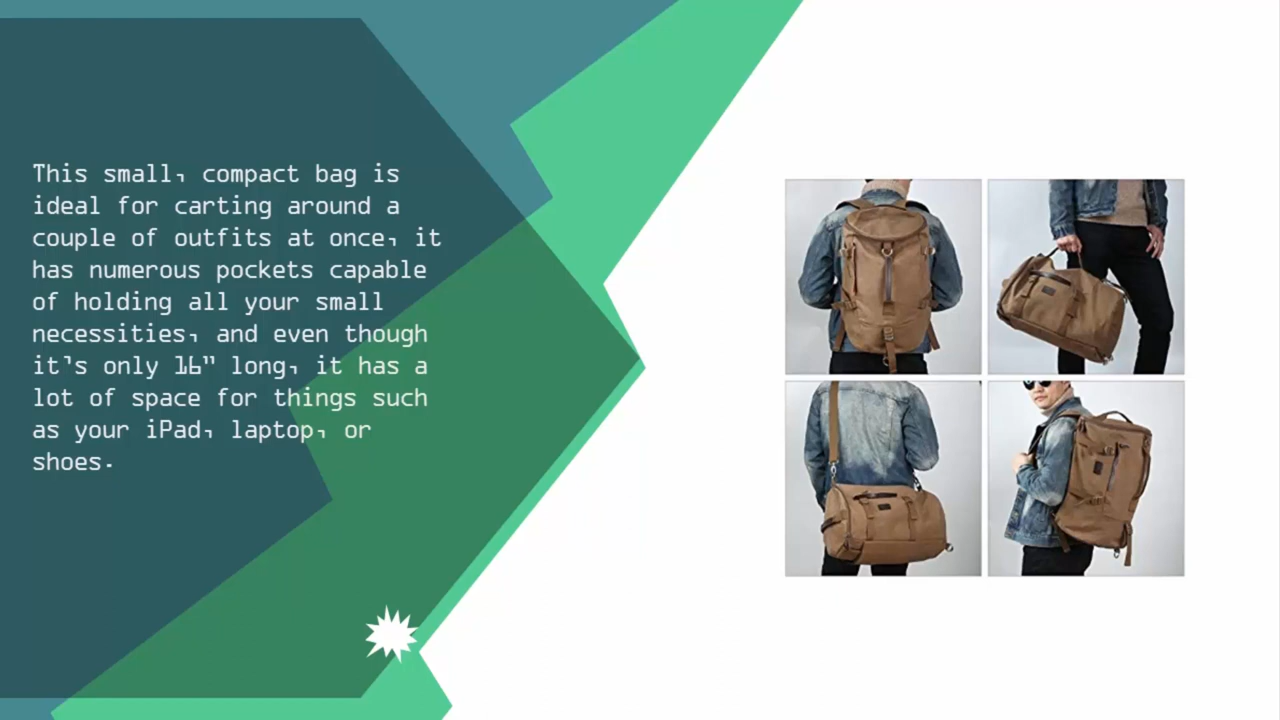 This small, compact bag is
ideal for carting around a
couple of outfits at once, it
has numerous pockets capable
of holding all your small
necessities, and even though
it's only 16" long, it has a
lot of space for things such
as your iPad, laptop, or
shoes.